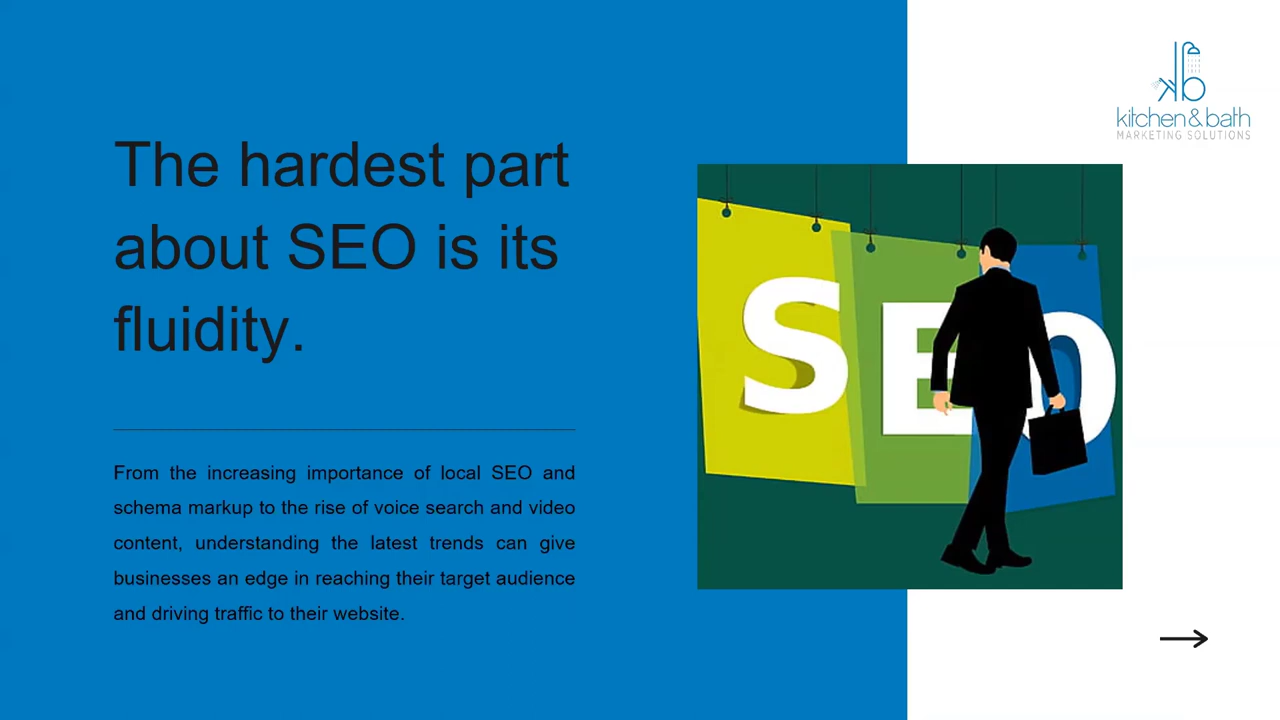 kitchen & bath
MARKETING SOLUTIONS
The hardest part
about SEO is its
fluidity.
SEO
From the increasing importance of local SEO and
schema markup to the rise of voice search and video
content, understanding the latest trends can give
businesses an edge in reaching their target audience
and driving traffic to their website.